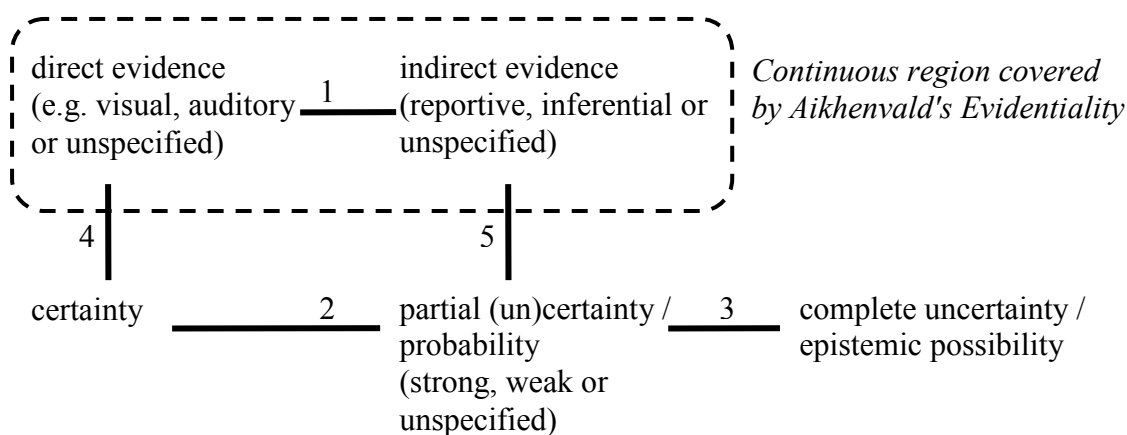 direct evidence
(e.g. visual, auditory
or unspecified)
1
indirect evidence
(reportive, inferential or
unspecified)
Continuous region covered
by Aikhenvald's Evidentiality
4
5
certainty
2
partial (un)certainty /
probability
(strong, weak or
unspecified)
3
complete uncertainty /
epistemic possibility